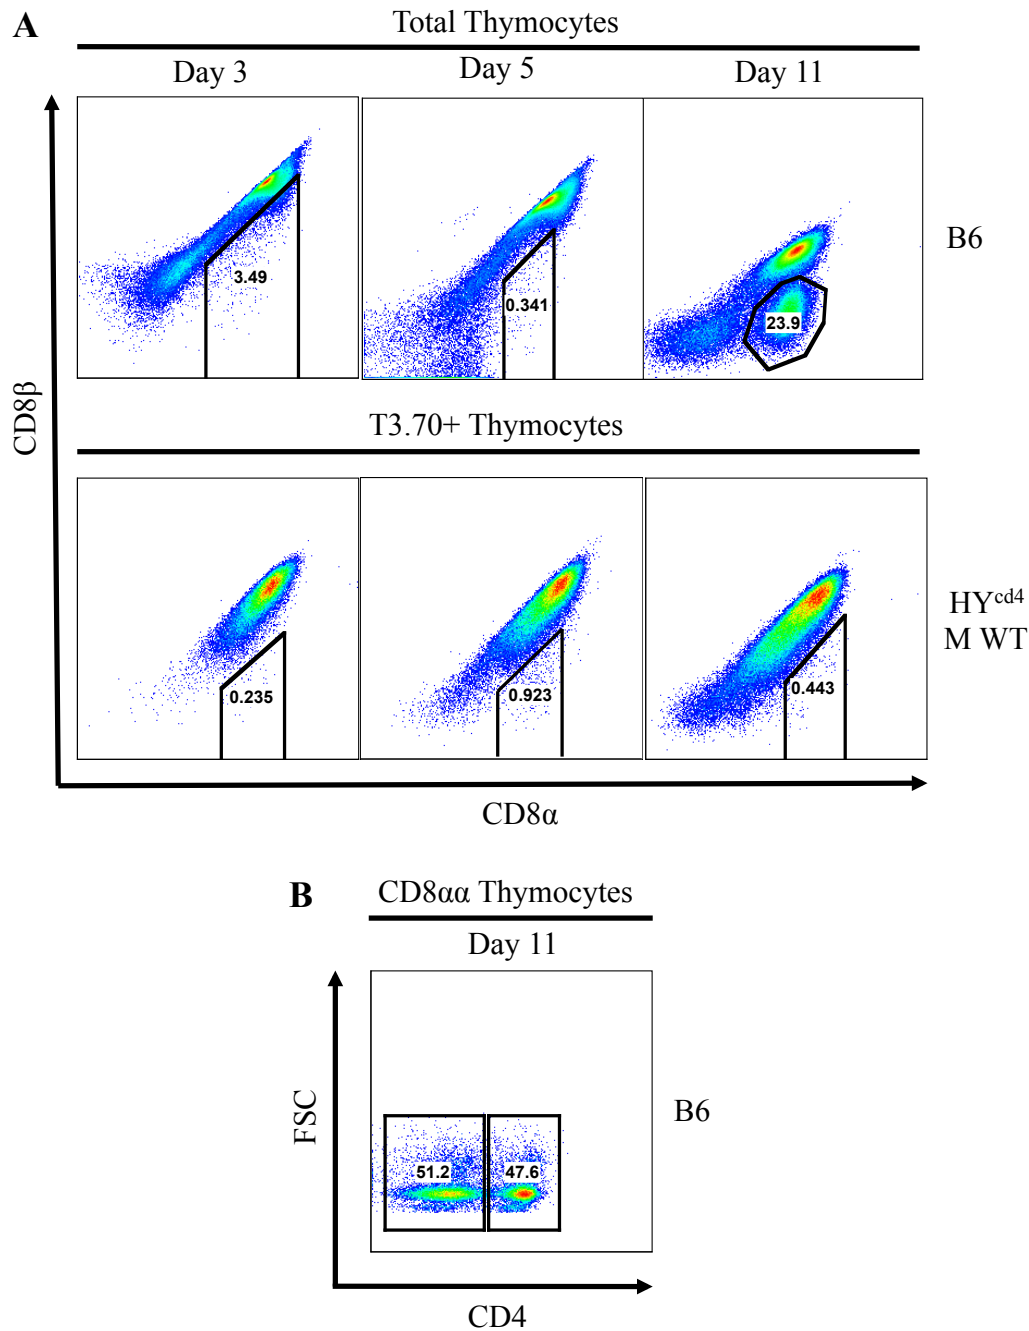 A
Total Thymocytes
Day 3
Day 5
Day 11
3.49
0.341
23.9
B6
CD8β
T3.70+ Thymocytes
0.235
0.923
0.443
HYcd4
M WT
CD8α
B
CD8αα Thymocytes
Day 11
51.2
47.6
FSC
B6
CD4